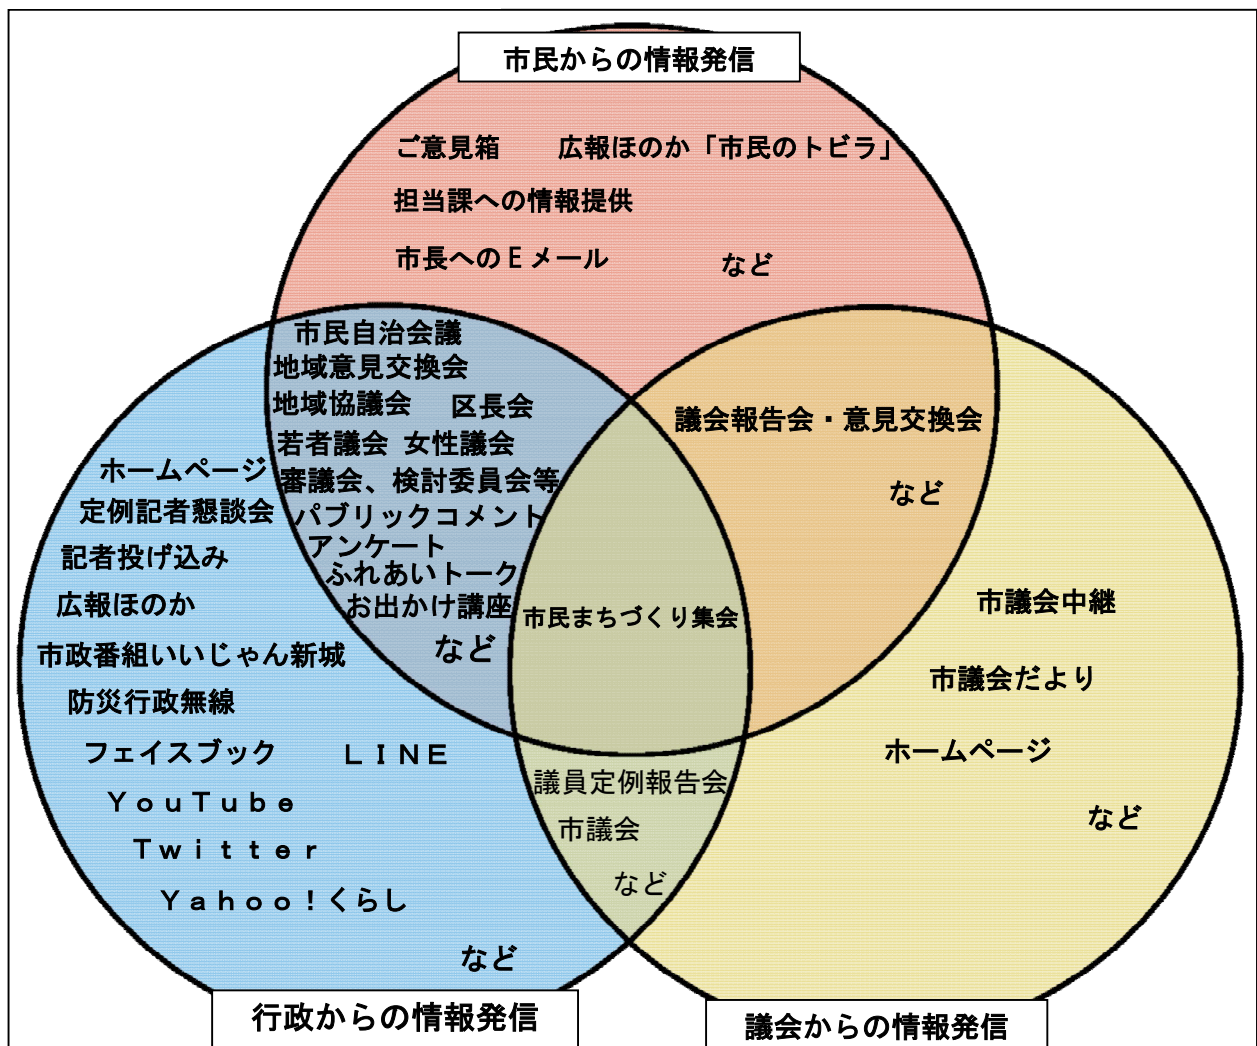 市民からの情報発信
ご意見箱　　広報ほのか「市民のトビラ」
担当課への情報提供
市長へのEメール
など
市民自治会議
地域意見交換会
地域協議会　区長会
若者議会 女性議会
審議会、検討委員会等
パブリックコメント
アンケート
ふれあいトーク
お出かけ講座
など
議会報告会・意見交換会
など
市民まちづくり集会
ホームページ
定例記者懇談会
記者投げ込み
広報ほのか
市政番組いいじゃん新城
防災行政無線
フェイスブック　　ＬＩＮＥ
ＹｏｕＴｕｂｅ
Ｔｗｉｔｔｅｒ
Ｙａｈｏｏ！くらし
など
議員定例報告会
市議会
など
市議会中継
市議会だより
ホームページ
など
行政からの情報発信
議会からの情報発信